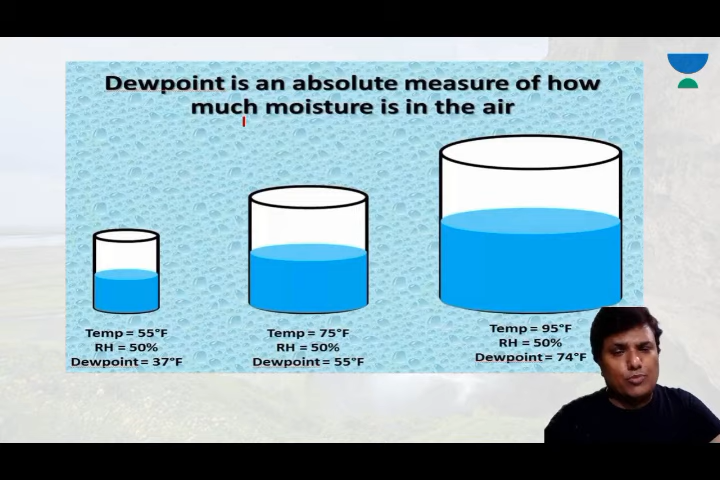 Dewpoint is an absolute measure of how
much moisture is in the air
Temp = 55°F
RH = 50%
Dewpoint = 37°F
Temp = 75°F
RH = 50%
Dewpoint = 55°F
Temp = 95°F
RH = 50%
Dewpoint = 74°F